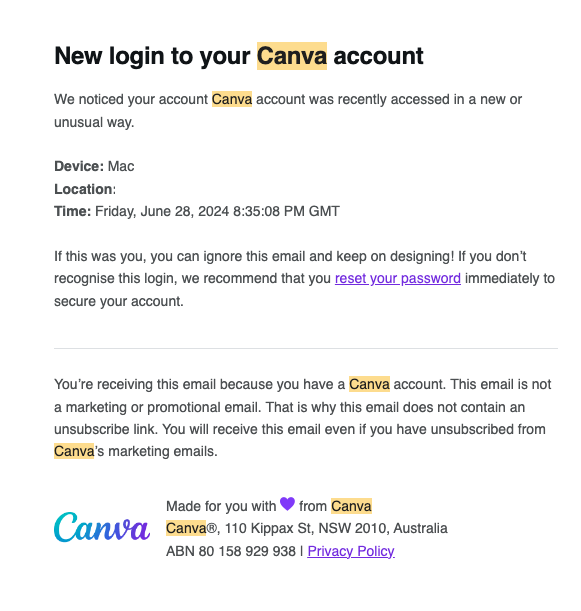 New login to your Canva account
We noticed your account Canva account was recently accessed in a new or
unusual way.
Device: Mac
Location:
Time: Friday, June 28, 2024 8:35:08 PM GMT
If this was you, you can ignore this email and keep on designing! If you don’t
recognise this login, we recommend that you reset your password immediately to
secure your account.
You’re receiving this email because you have a Canva account. This email is not
a marketing or promotional email. That is why this email does not contain an
unsubscribe link. You will receive this email even if you have unsubscribed from
Canva’s marketing emails.
Canva
Made for you with 💜 from Canva
Canva®, 110 Kippax St, NSW 2010, Australia
ABN 80 158 929 938 | Privacy Policy